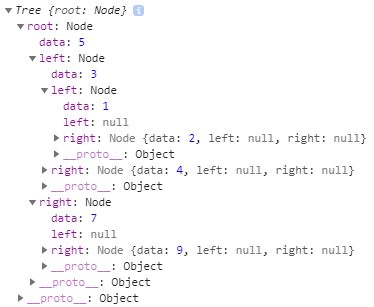 Tree {root: Node} i
root: Node
data: 5
left: Node
data: 3
left: Node
data: 1
left: null
right: Node {data: 2, left: null, right: null}
__proto__: Object
right: Node {data: 4, left: null, right: null}
__proto__: Object
right: Node
data: 7
left: null
right: Node {data: 9, left: null, right: null}
__proto__: Object
__proto__: Object
__proto__: Object